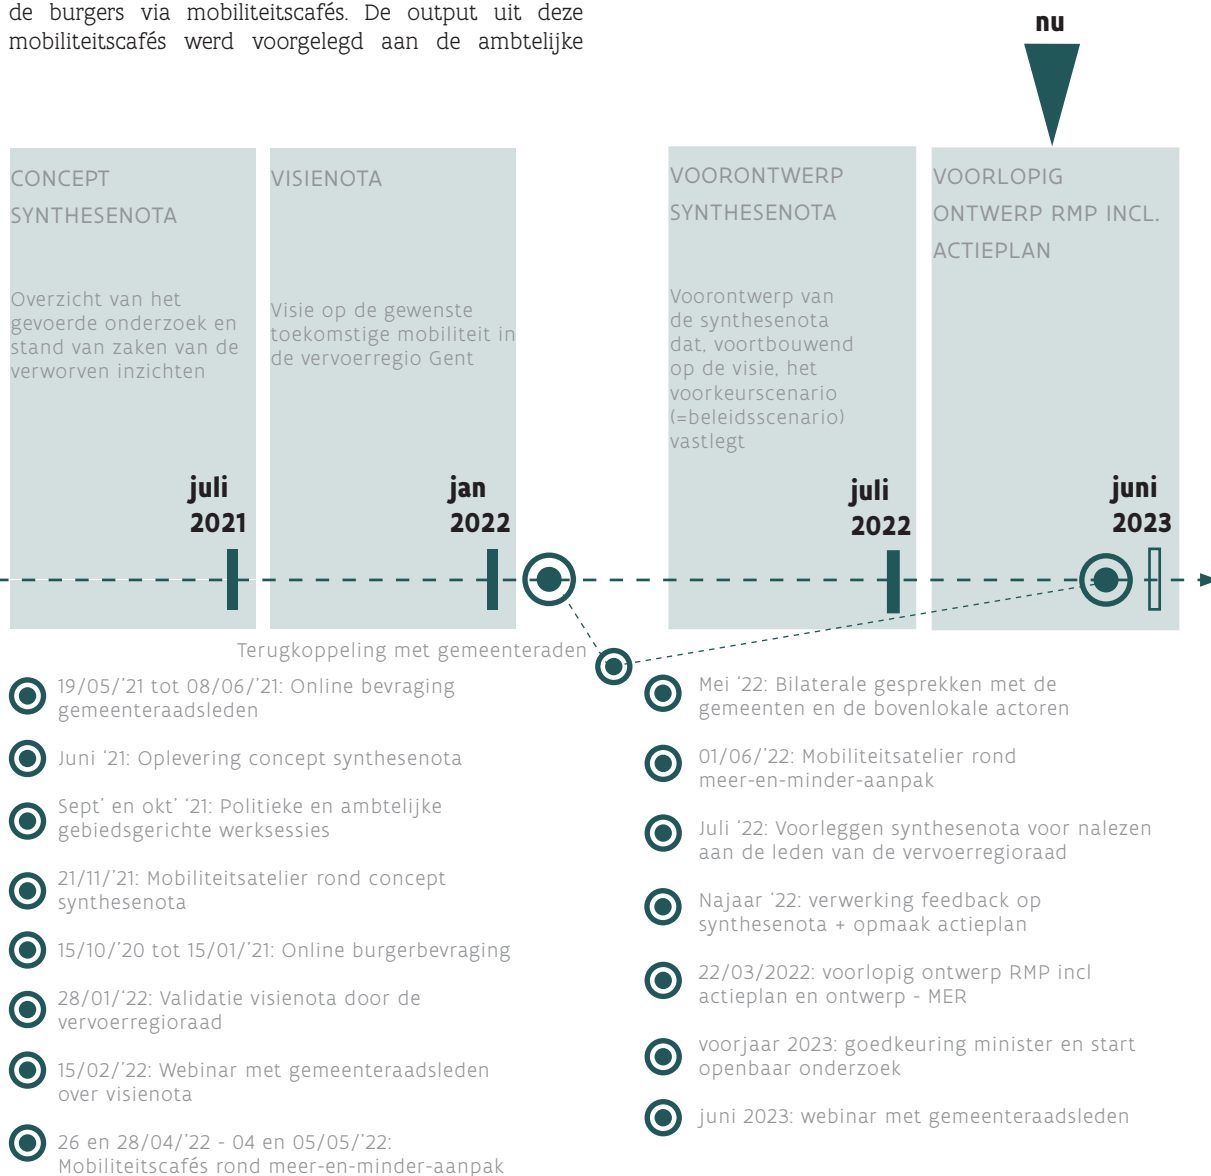 de burgers via mobiliteitscafés. De output uit deze
mobiliteitscafés werd voorgelegd aan de ambtelijke
nu
CONCEPT
SYNTHESENOTA
Overzicht van het
gevoerde onderzoek en
stand van zaken van de
verworven inzichten
juli
2021
VISIENOTA
Visie op de gewenste
toekomstige mobiliteit in
de vervoerregio Gent
jan
2022
VOORONTWERP
SYNTHESENOTA
Voorontwerp van
de synthesenota
dat, voortbouwend
op de visie, het
voorkeurscenario
(=beleidsscenario)
vastlegt
juli
2022
VOORLOPIG
ONTWERP RMP INCL.
ACTIEPLAN
juni
2023
Terugkoppeling met gemeenteraden
19/05/'21 tot 08/06/'21: Online bevraging
gemeenteraadsleden
Juni ‘21: Oplevering concept synthesenota
Sept’ en okt’ ‘21: Politieke en ambtelijke
gebiedsgerichte werksessies
21/11/'21: Mobiliteitsatelier rond concept
synthesenota
15/10/'20 tot 15/01/'21: Online burgerbevraging
28/01/'22: Validatie visienota door de
vervoerregioraad
15/02/'22: Webinar met gemeenteraadsleden
over visienota
26 en 28/04/'22 - 04 en 05/05/'22:
Mobiliteitscafés rond meer-en-minder-aanpak
Mei ‘22: Bilaterale gesprekken met de
gemeenten en de bovenlokale actoren
01/06/'22: Mobiliteitsatelier rond
meer-en-minder-aanpak
Juli ‘22: Voorleggen synthesenota voor nalezen
aan de leden van de vervoerregioraad
Najaar ‘22: verwerking feedback op
synthesenota + opmaak actieplan
22/03/2022: voorlopig ontwerp RMP incl
actieplan en ontwerp - MER
voorjaar 2023: goedkeuring minister en start
openbaar onderzoek
juni 2023: webinar met gemeenteraadsleden